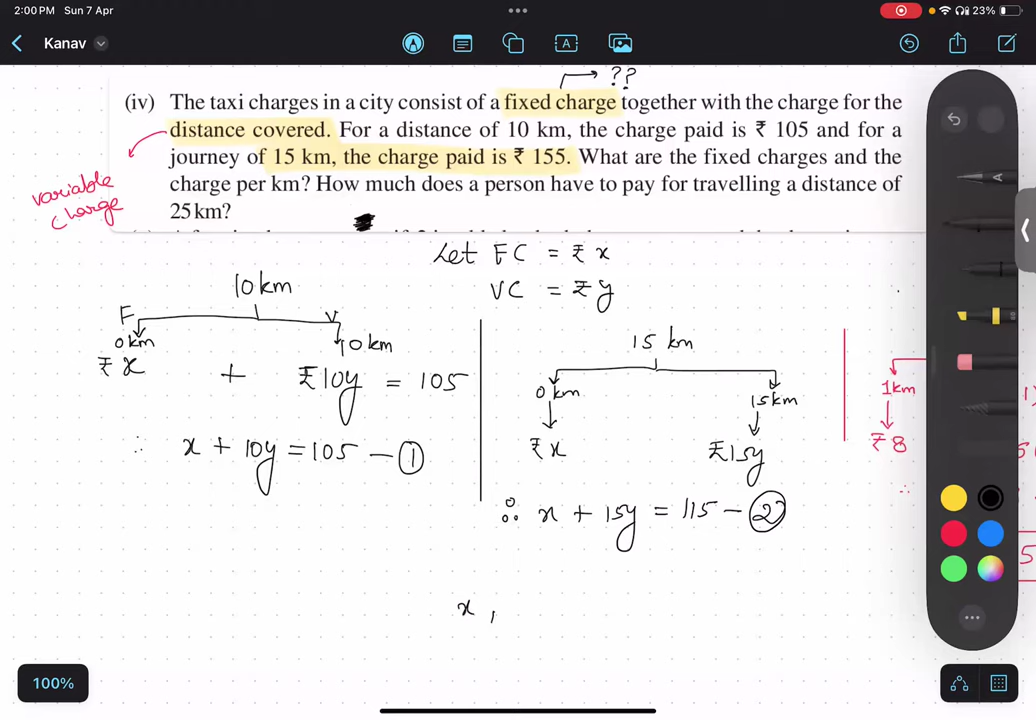 2:00 PM Sun 7 Apr
23%
Kanav
A
(iv) The taxi charges in a city consist of a fixed charge together with the charge for the
distance covered. For a distance of 10 km, the charge paid is ₹ 105 and for a
journey of 15 km, the charge paid is ₹ 155. What are the fixed charges and the
charge per km? How much does a person have to pay for travelling a distance of
25 km?
??
variable
charge
Let FC = ₹ x
VC = ₹ y
10 km
F V
0 km 10 km
₹ x + ₹ 10y = 105
∴ x + 10y = 105 — ①
15 km
0 km 15 km
₹ x ₹ 15y
∴ x + 15y = 115 — ②
1 km
₹ 8
∴
x ,
100%